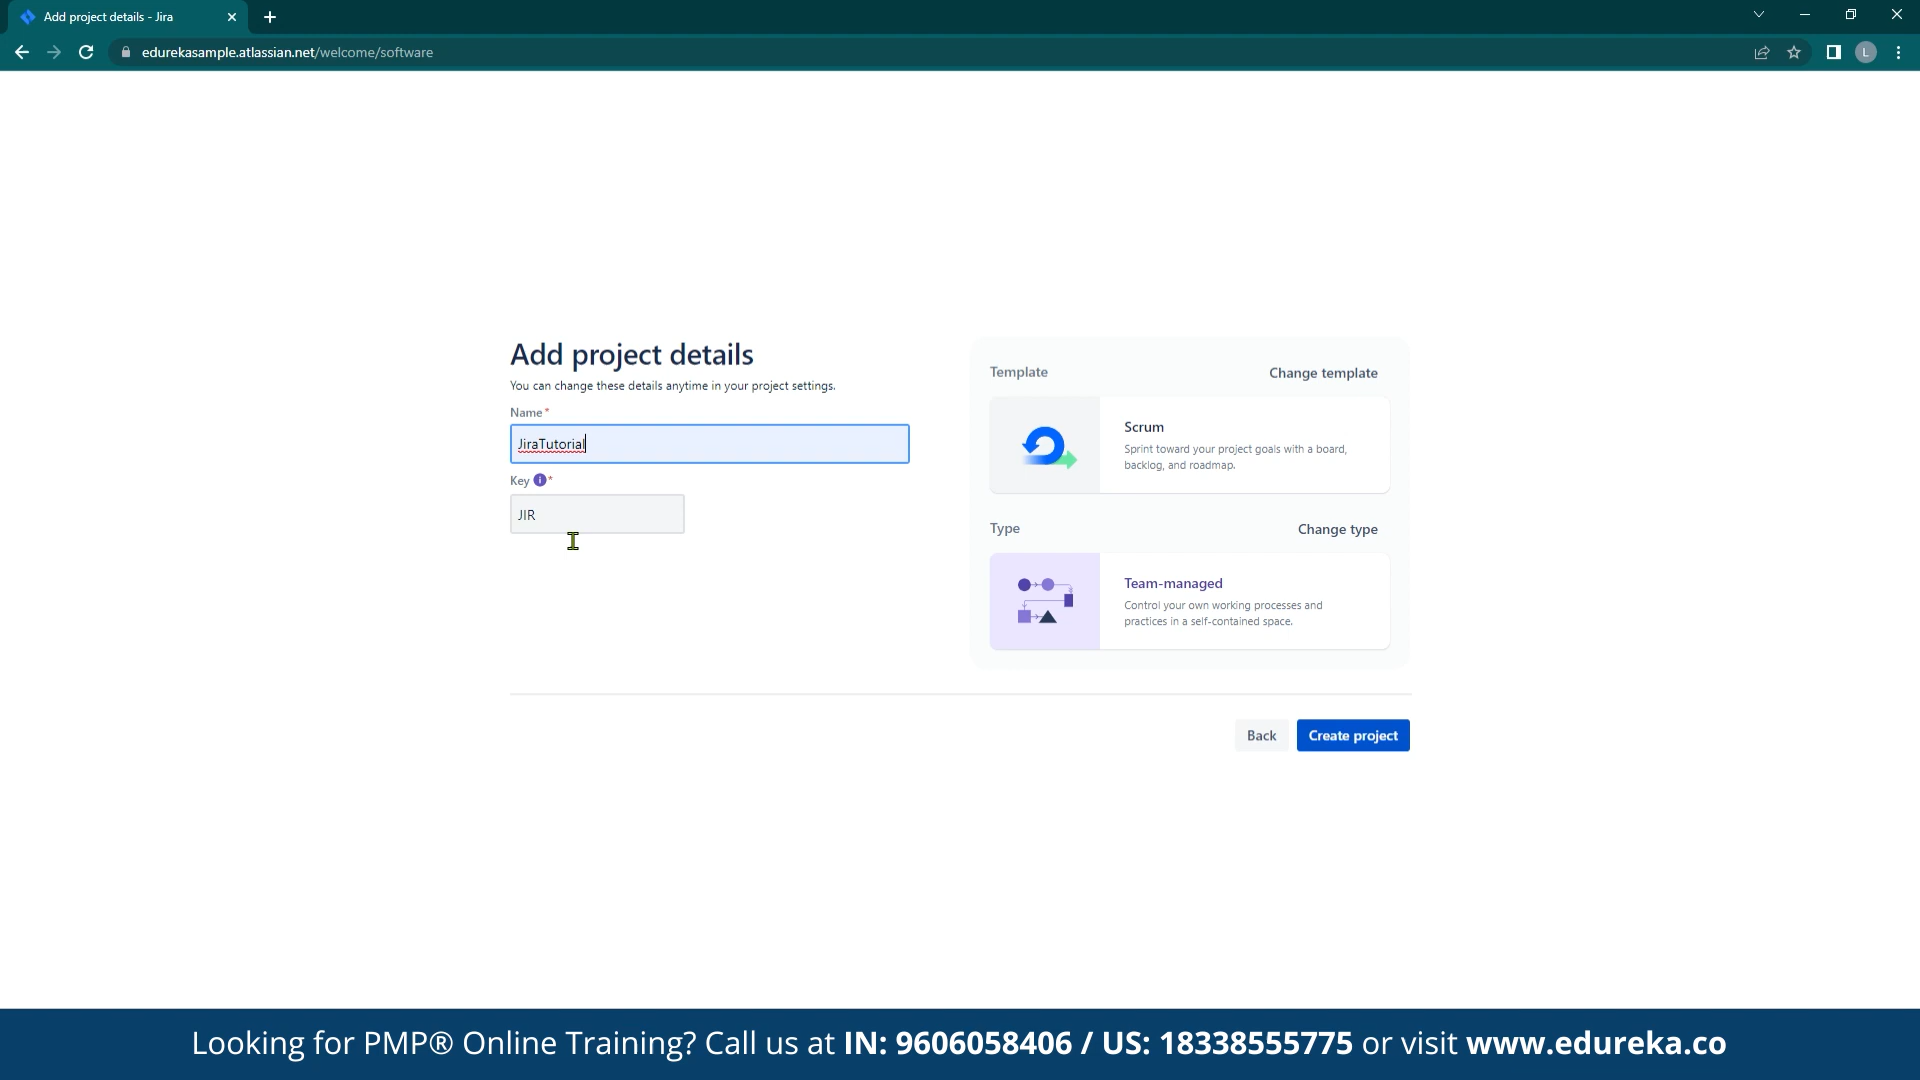 Add project details - Jira
edurekasample.atlassian.net/welcome/software
L
Add project details
You can change these details anytime in your project settings.
Name *
JiraTutorial
Key *
JIR
Template
Change template
Scrum
Sprint toward your project goals with a board,
backlog, and roadmap.
Type
Change type
Team-managed
Control your own working processes and
practices in a self-contained space.
Back
Create project
Looking for PMP® Online Training? Call us at IN: 9606058406 / US: 18338555775 or visit www.edureka.co